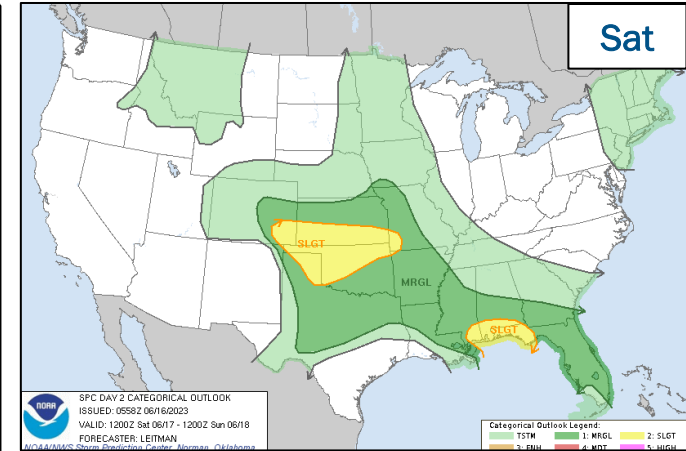 Sat
SLGT
MRGL
SLGT
SPC DAY 2 CATEGORICAL OUTLOOK
ISSUED: 0558Z 06/16/2023
VALID: 1200Z Sat 06/17 - 1200Z Sun 06/18
FORECASTER: LEITMAN
NOAA/NWS Storm Prediction Center, Norman, Oklahoma
NOAA
Categorical Outlook Legend:
TSTM 1: MRGL 2: SLGT
3: ENH 4: MDT 5: HIGH